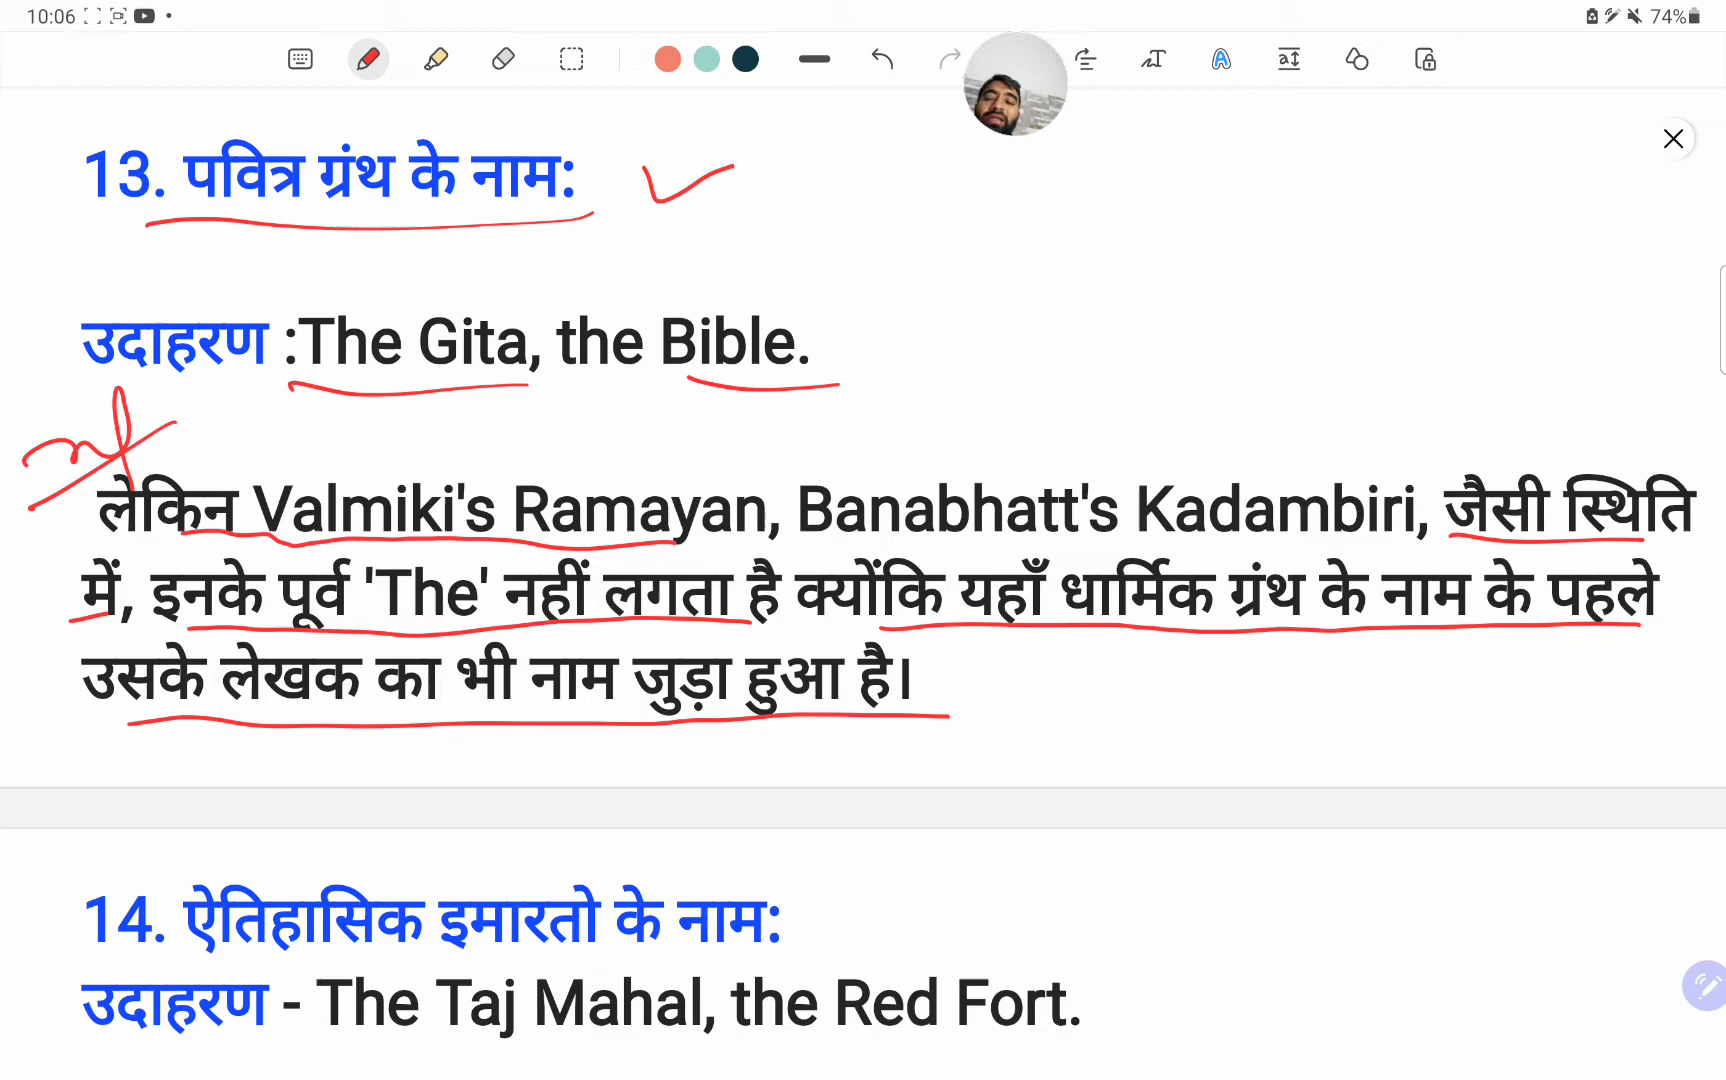 10:06
74%
13. पवित्र ग्रंथ के नाम:
उदाहरण :The Gita, the Bible.
लेकिन Valmiki's Ramayan, Banabhatt's Kadambiri, जैसी स्थिति
में, इनके पूर्व 'The' नहीं लगता है क्योंकि यहाँ धार्मिक ग्रंथ के नाम के पहले
उसके लेखक का भी नाम जुड़ा हुआ है।
14. ऐतिहासिक इमारतो के नाम:
उदाहरण - The Taj Mahal, the Red Fort.